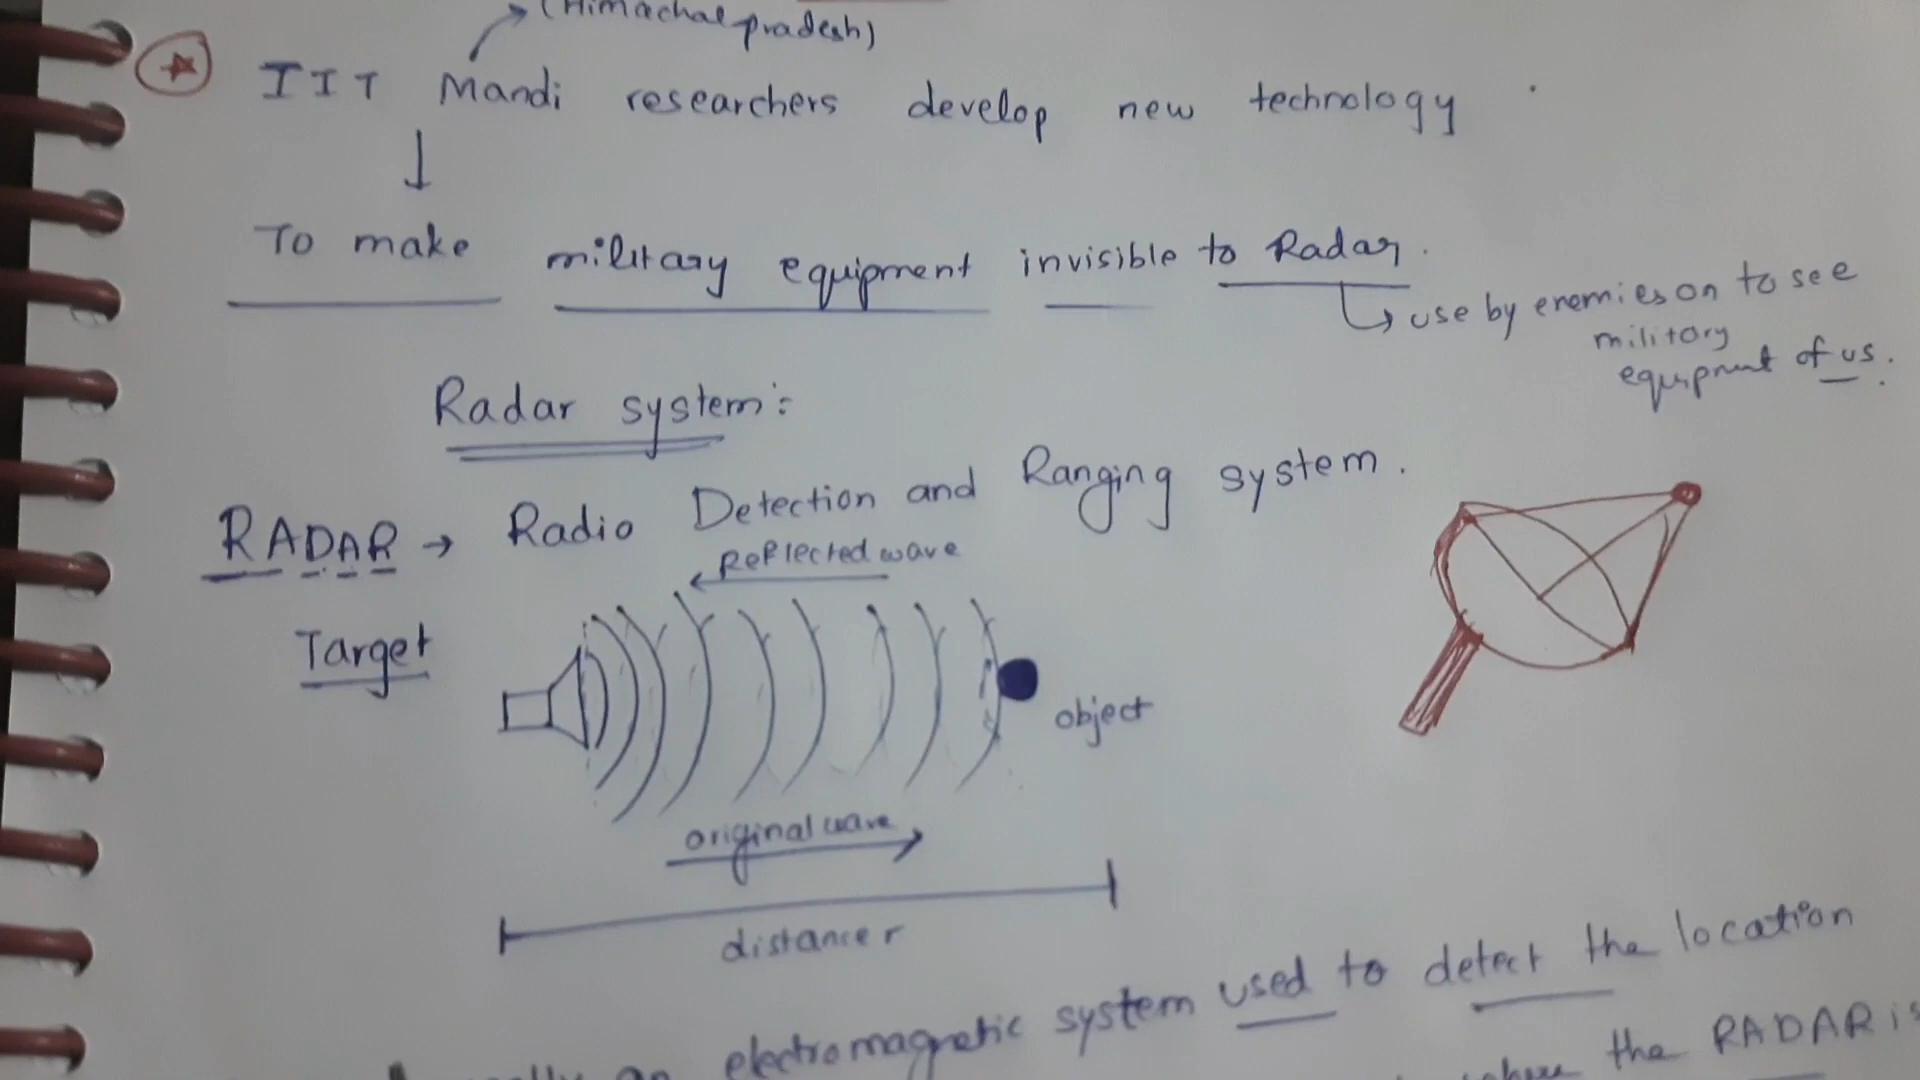 (Himachal pradesh)
IIT Mandi researchers develop new technology
To make military equipment invisible to Radar.
use by enemies on to see
military
equipment of us.
Radar system:
RADAR → Radio Detection and Ranging system.
Reflected wave
Target
object
original wave
distance r
an electromagnetic system used to detect the location
the RADAR is